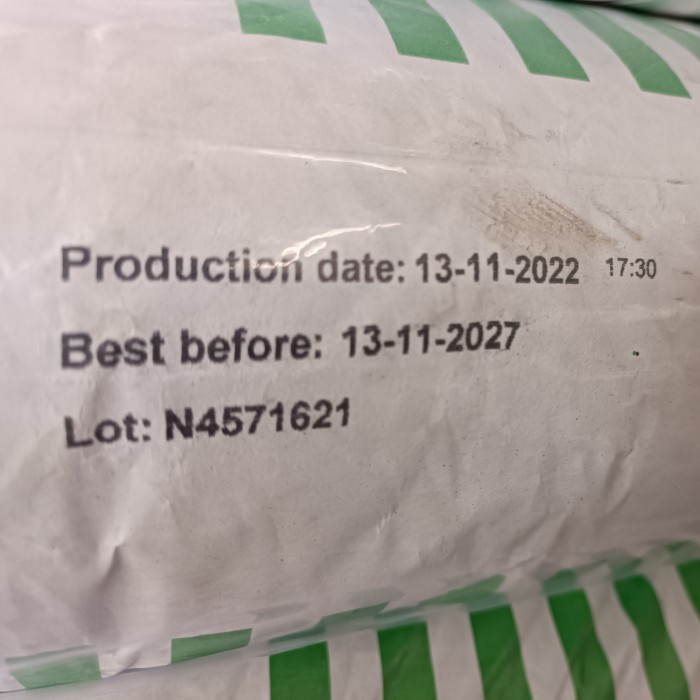 Production date: 13-11-2022 17:30
Best before: 13-11-2027
Lot: N4571621